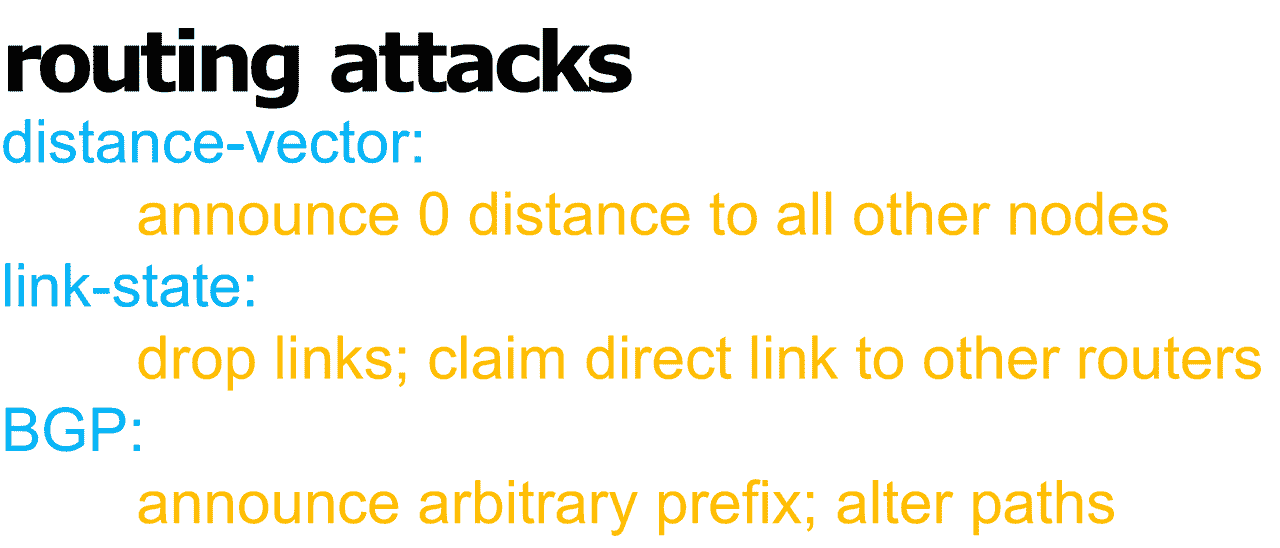 routing attacks
distance-vector:
announce 0 distance to all other nodes
link-state:
drop links; claim direct link to other routers
BGP:
announce arbitrary prefix; alter paths